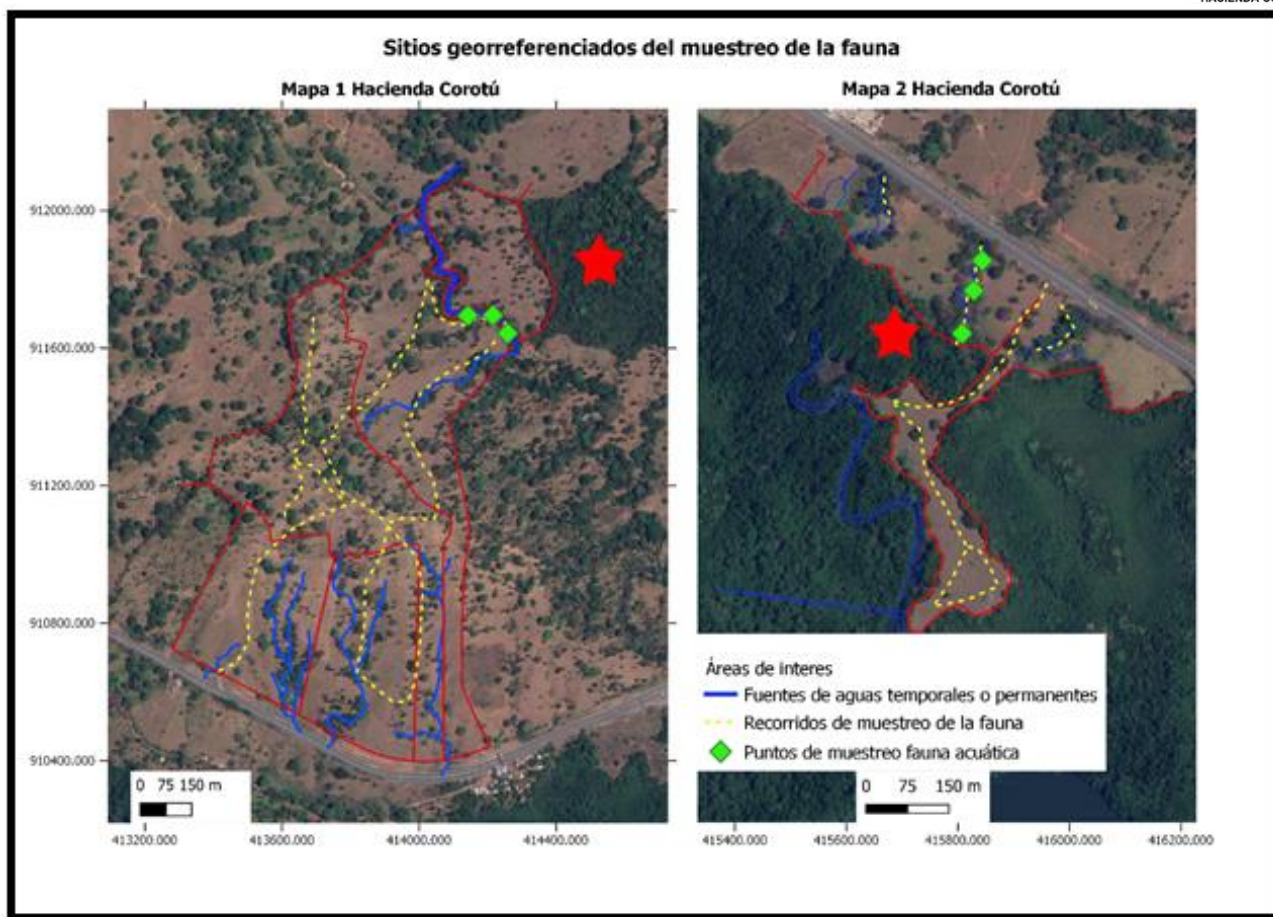 Sitios georreferenciados del muestreo de la fauna
Mapa 1 Hacienda Corotú
Mapa 2 Hacienda Corotú
912000.000
911600.000
911200.000
910800.000
910400.000
413200.000 413600.000 414000.000 414400.000
0 75 150 m
Áreas de interes
Fuentes de aguas temporales o permanentes
Recorridos de muestreo de la fauna
Puntos de muestreo fauna acuática
0 75 150 m
415400.000 415600.000 415800.000 416000.000 416200.000